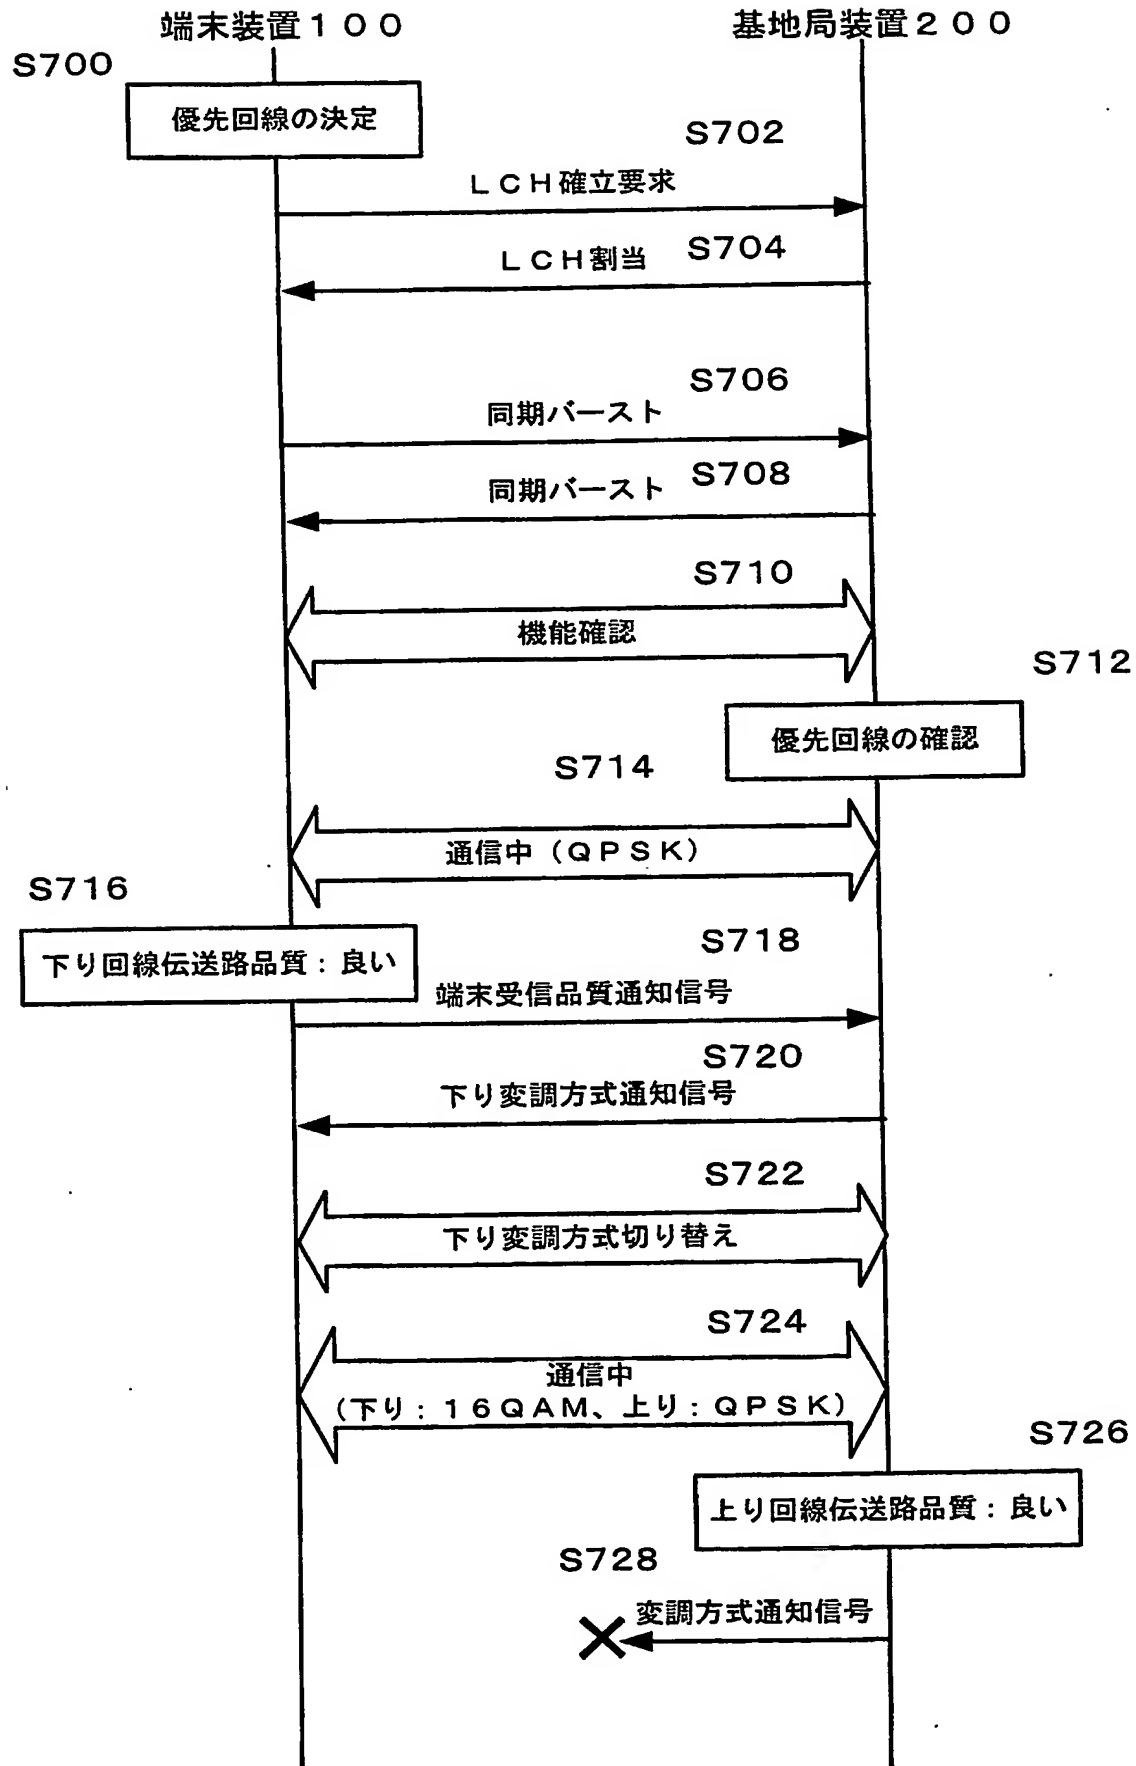 端末装置１００
基地局装置２００
S700
優先回線の決定
S702
ＬＣＨ確立要求
S704
ＬＣＨ割当
S706
同期バースト
S708
同期バースト
S710
機能確認
S712
優先回線の確認
S714
通信中（ＱＰＳＫ）
S716
下り回線伝送路品質：良い
S718
端末受信品質通知信号
S720
下り変調方式通知信号
S722
下り変調方式切り替え
S724
通信中
（下り：１６ＱＡＭ、上り：ＱＰＳＫ）
S726
上り回線伝送路品質：良い
S728
変調方式通知信号